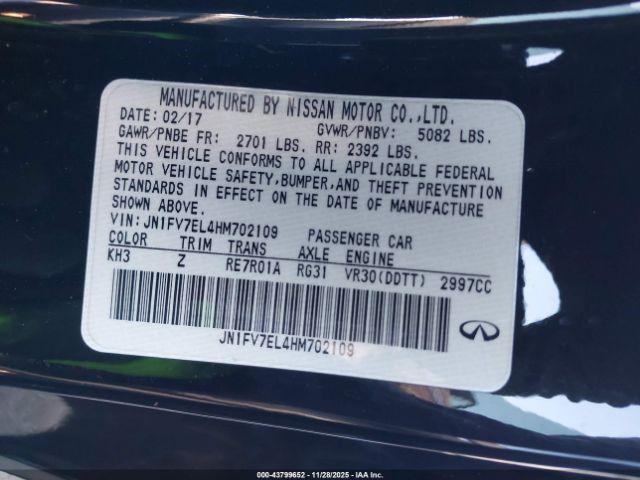 MANUFACTURED BY NISSAN MOTOR CO.,LTD.
DATE: 02/17 GVWR/PNBV: 5082 LBS.
GAWR/PNBE FR: 2701 LBS. RR: 2392 LBS.
THIS VEHICLE CONFORMS TO ALL APPLICABLE FEDERAL
MOTOR VEHICLE SAFETY,BUMPER,AND THEFT PREVENTION
STANDARDS IN EFFECT ON THE DATE OF MANUFACTURE
SHOWN ABOVE.
VIN: JN1FV7EL4HM702109 PASSENGER CAR
COLOR TRIM TRANS AXLE ENGINE
KH3 Z RE7R01A RG31 VR30(DDTT) 2997CC
JN1FV7EL4HM702109
000-43799652 | 11/28/2025 | IAA Inc.